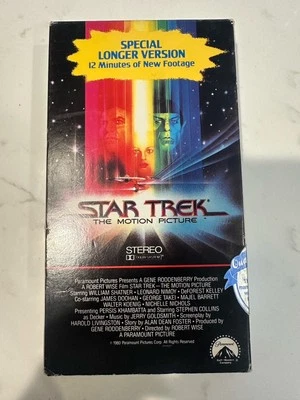 SPECIAL
LONGER VERSION
12 Minutes of New Footage
STAR TREK
THE MOTION PICTURE
STEREO
Paramount Pictures Presents A GENE RODDENBERRY Production
A ROBERT WISE Film STAR TREK—THE MOTION PICTURE
Starring WILLIAM SHATNER • LEONARD NIMOY • DEFOREST KELLEY
Co-starring JAMES DOOHAN • GEORGE TAKEI • MAJEL BARRETT
WALTER KOENIG • NICHELLE NICHOLS
Presenting PERSIS KHAMBATTA and Starring STEPHEN COLLINS
as Decker • Music by JERRY GOLDSMITH • Screenplay by
HAROLD LIVINGSTON • Story by ALAN DEAN FOSTER • Produced by
GENE RODDENBERRY • Directed by ROBERT WISE
A PARAMOUNT PICTURE
Paramount